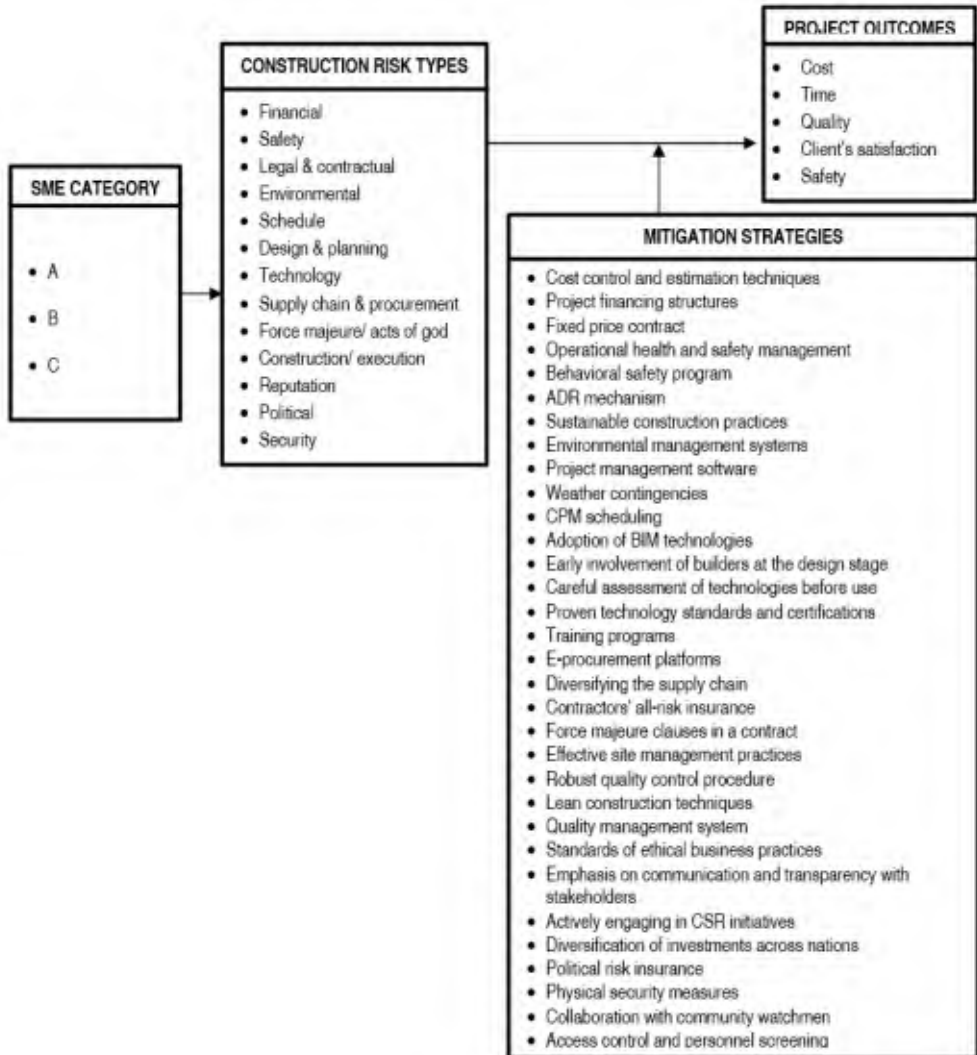 SME CATEGORY
• A
• B
• C
CONSTRUCTION RISK TYPES
• Financial
• Safety
• Legal & contractual
• Environmental
• Schedule
• Design & planning
• Technology
• Supply chain & procurement
• Force majeure/ acts of god
• Construction/ execution
• Reputation
• Political
• Security
PROJECT OUTCOMES
• Cost
• Time
• Quality
• Client's satisfaction
• Safety
MITIGATION STRATEGIES
• Cost control and estimation techniques
• Project financing structures
• Fixed price contract
• Operational health and safety management
• Behavioral safety program
• ADR mechanism
• Sustainable construction practices
• Environmental management systems
• Project management software
• Weather contingencies
• CPM scheduling
• Adoption of BIM technologies
• Early involvement of builders at the design stage
• Careful assessment of technologies before use
• Proven technology standards and certifications
• Training programs
• E-procurement platforms
• Diversifying the supply chain
• Contractors' all-risk insurance
• Force majeure clauses in a contract
• Effective site management practices
• Robust quality control procedure
• Lean construction techniques
• Quality management system
• Standards of ethical business practices
• Emphasis on communication and transparency with
stakeholders
• Actively engaging in CSR initiatives
• Diversification of investments across nations
• Political risk insurance
• Physical security measures
• Collaboration with community watchmen
• Access control and personnel screening